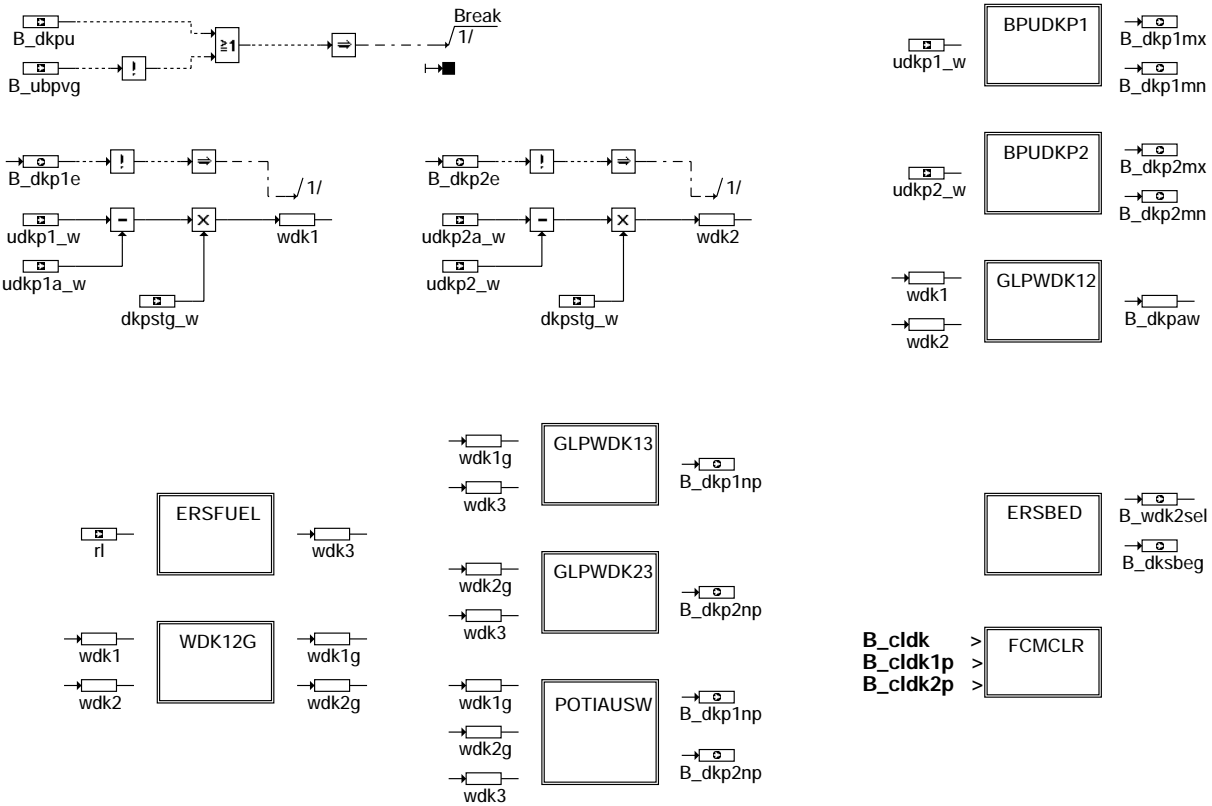 Break
1/
B_dkpu
≥1
⇒
B_ubpvg
!
BPUDKP1
udkp1_w
B_dkp1mx
B_dkp1mn
B_dkp1e
!
⇒
1/
udkp1_w
−
×
wdk1
udkp1a_w
dkpstg_w
B_dkp2e
!
⇒
1/
udkp2a_w
−
×
wdk2
udkp2_w
dkpstg_w
BPUDKP2
udkp2_w
B_dkp2mx
B_dkp2mn
GLPWDK12
wdk1
wdk2
B_dkpaw
ERSFUEL
rl
wdk3
WDK12G
wdk1
wdk2
wdk1g
wdk2g
GLPWDK13
wdk1g
wdk3
B_dkp1np
GLPWDK23
wdk2g
wdk3
B_dkp2np
POTIAUSW
wdk1g
wdk2g
wdk3
B_dkp1np
B_dkp2np
ERSBED
B_wdk2sel
B_dksbeg
FCMCLR
B_cldk >
B_cldk1p >
B_cldk2p >